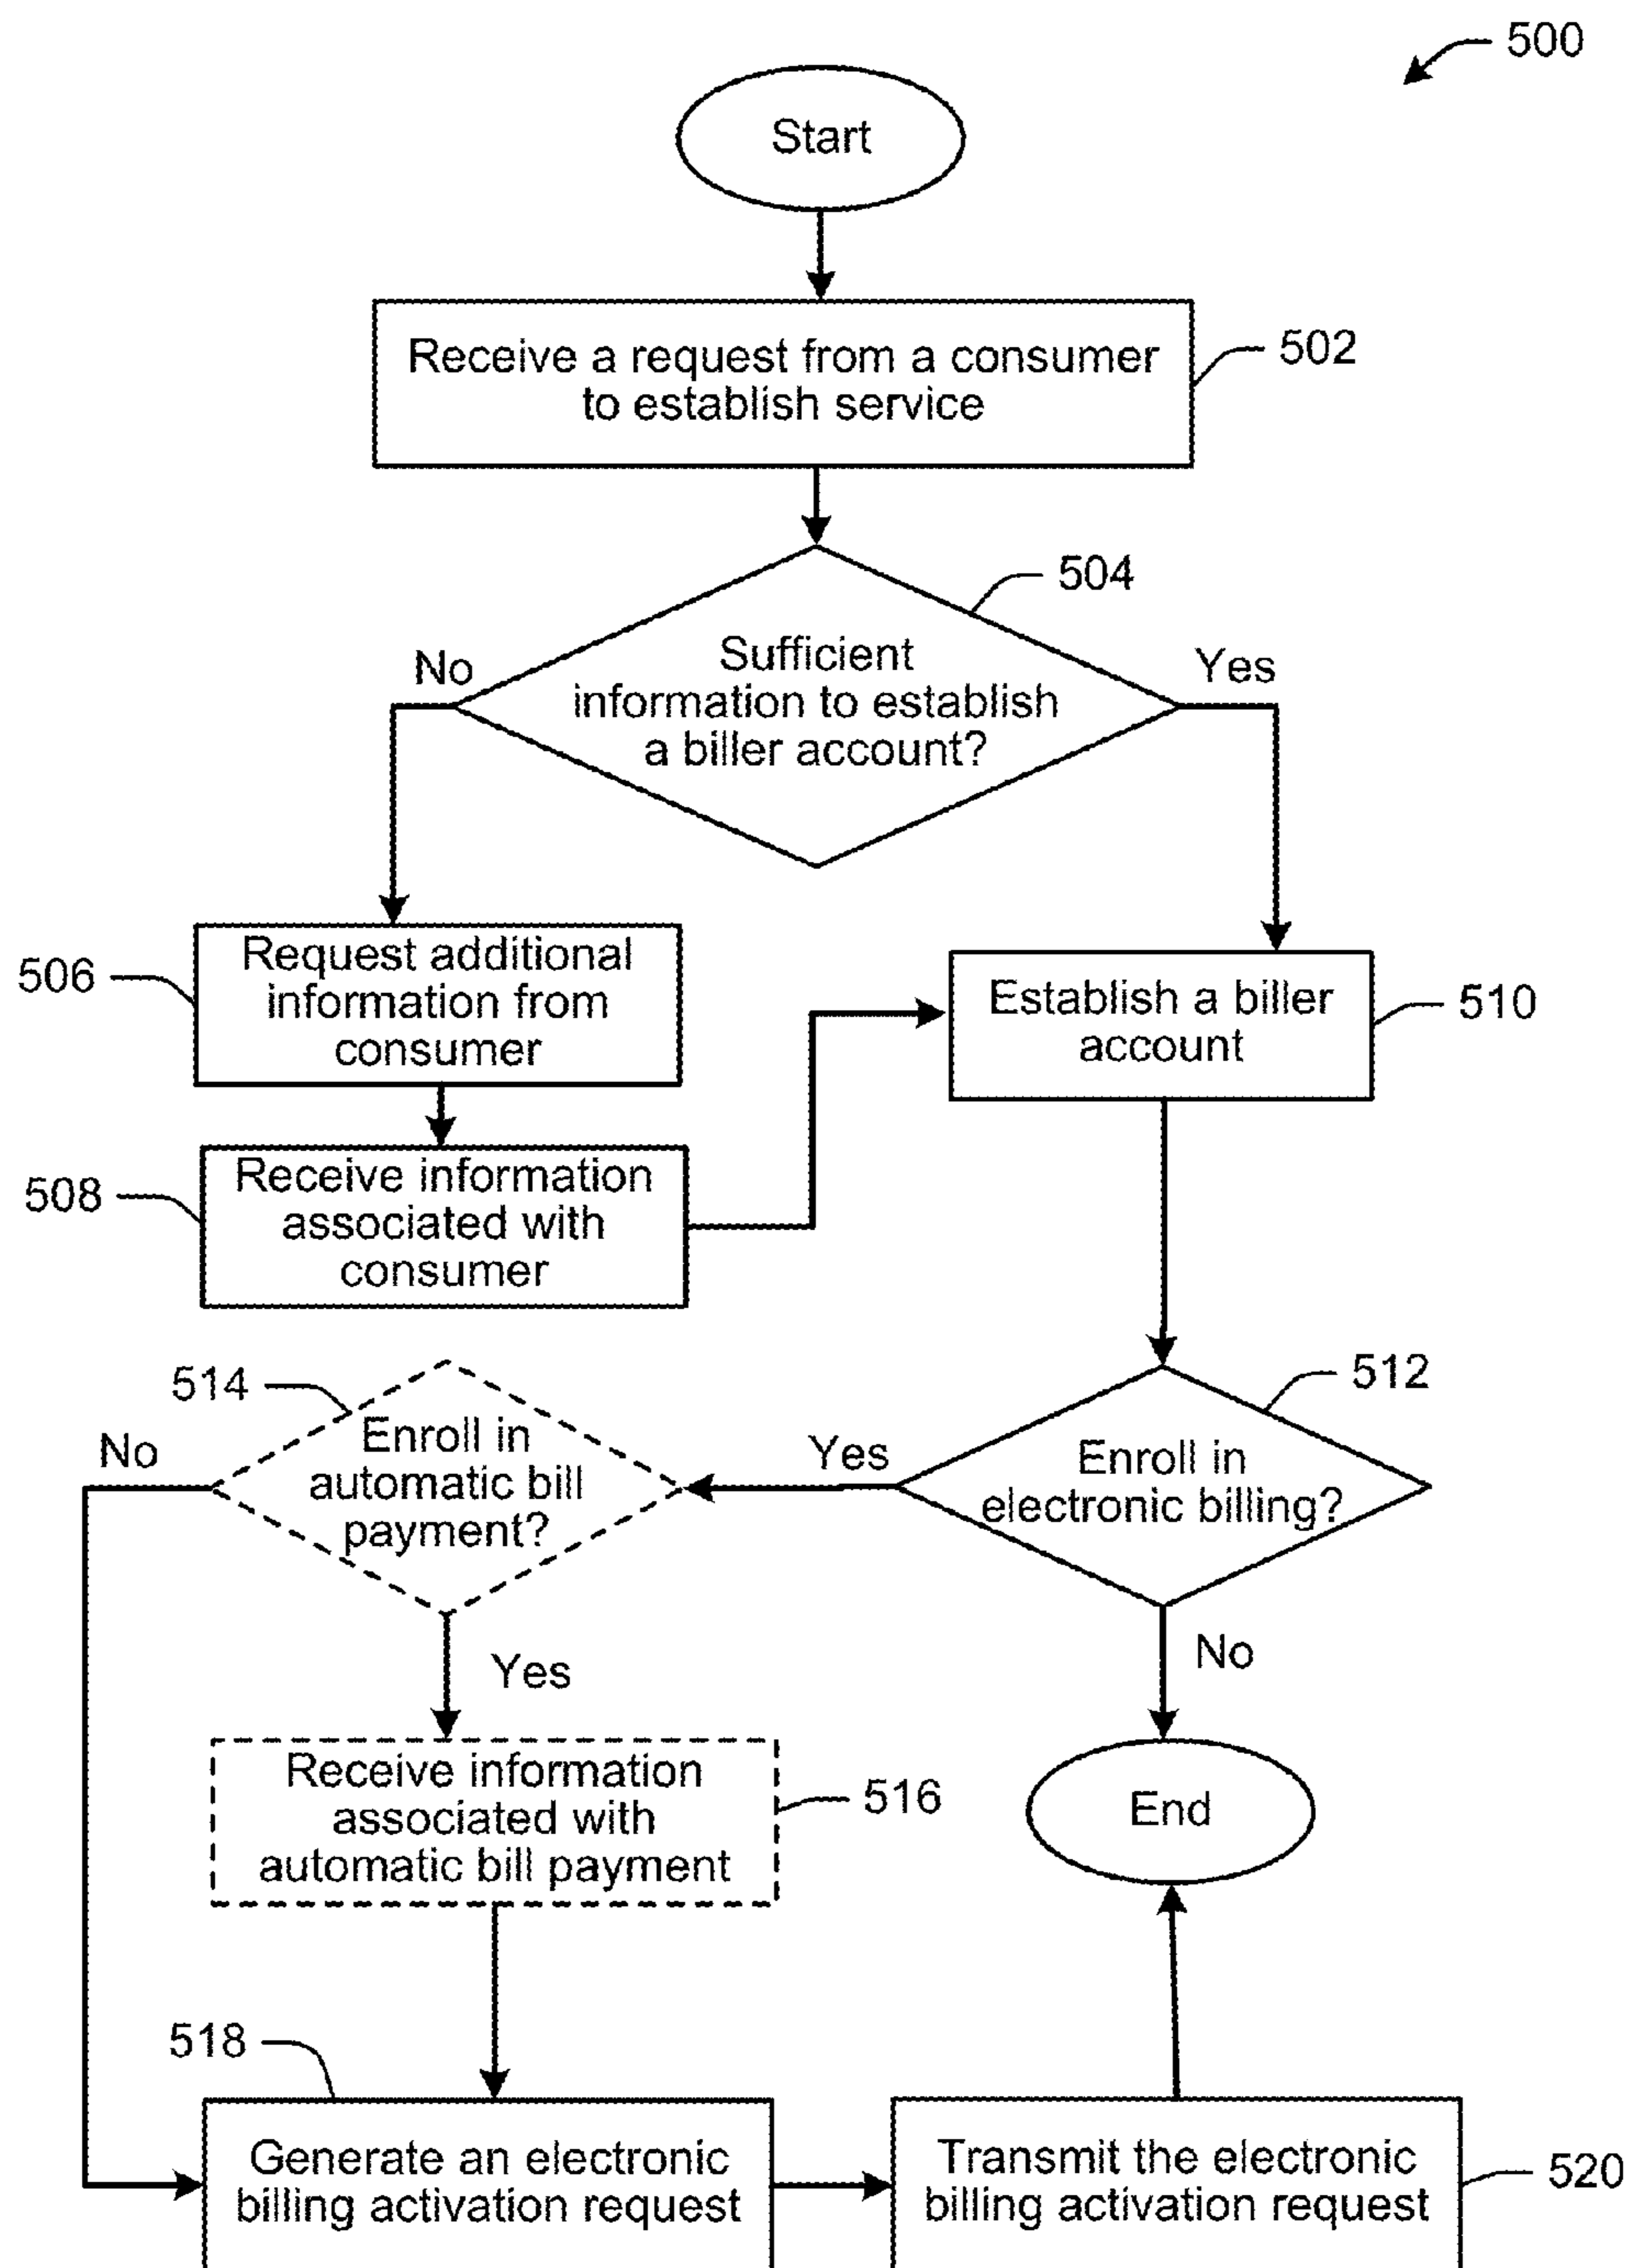 500
Start
Receive a request from a consumer
to establish service
502
504
No
Sufficient
information to establish
a biller account?
Yes
506
Request additional
information from
consumer
Establish a biller
account
510
508
Receive information
associated with
consumer
514
Enroll in
automatic bill
payment?
No
Yes
512
Enroll in
electronic billing?
Yes
No
Receive information
associated with
automatic bill payment
516
End
518
Generate an electronic
billing activation request
Transmit the electronic
billing activation request
520